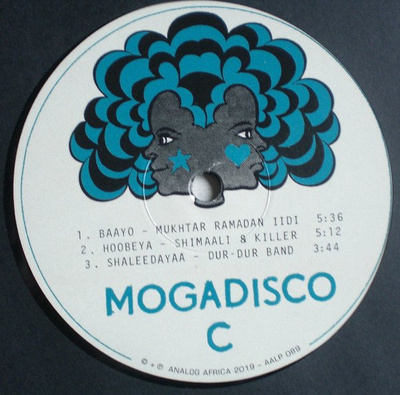 1. BAAYO – MUKHTAR RAMADAN IIDI 5:36
2. HOOBEYA – SHIMAALI & KILLER 5:12
3. SHALEEDAYAA – DUR-DUR BAND 3:44
MOGADISCO
C
© + ℗ ANALOG AFRICA 2019 - AALP 089